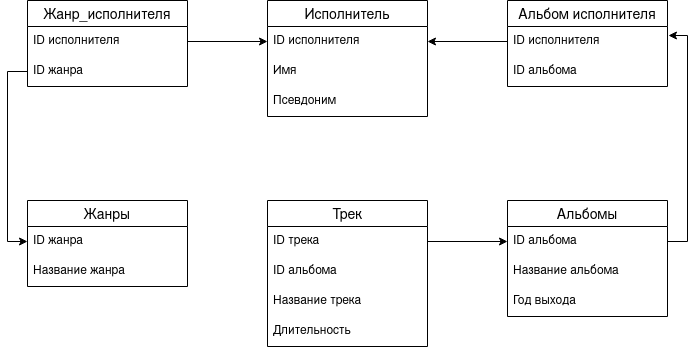 Жанр_исполнителя
ID исполнителя
ID жанра
Исполнитель
ID исполнителя
Имя
Псевдоним
Альбом исполнителя
ID исполнителя
ID альбома
Жанры
ID жанра
Название жанра
Трек
ID трека
ID альбома
Название трека
Длительность
Альбомы
ID альбома
Название альбома
Год выхода